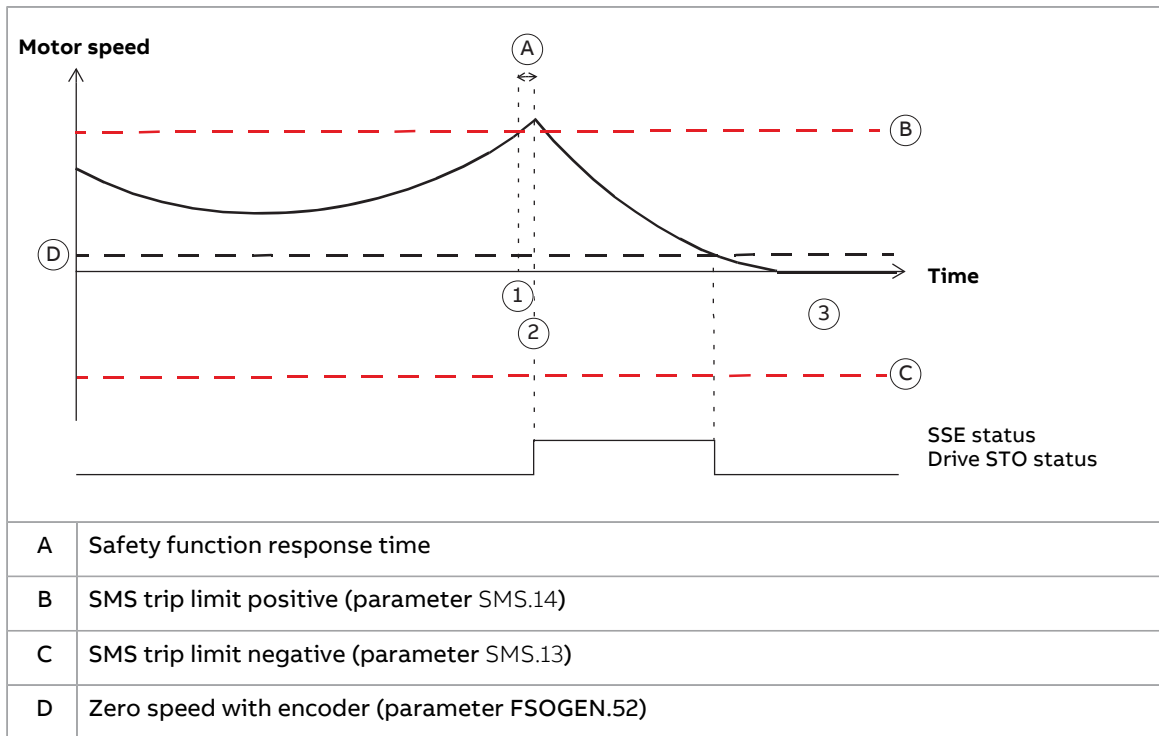 Motor speed
A
B
D
Time
1
2
3
C
SSE status
Drive STO status
A Safety function response time
B SMS trip limit positive (parameter SMS.14)
C SMS trip limit negative (parameter SMS.13)
D Zero speed with encoder (parameter FSOGEN.52)